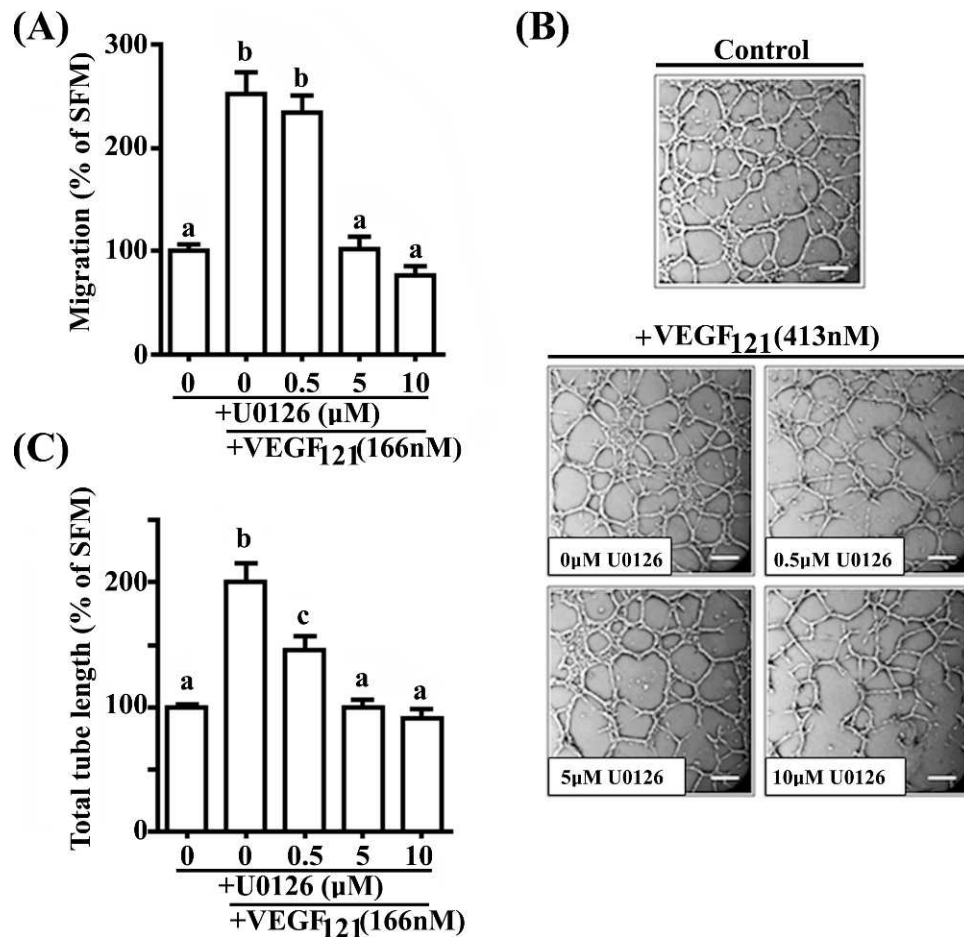 (A)
Migration (% of SFM)
300
200
100
0
a
b
b
a
a
0 0 0.5 5 10
+U0126 (µM)
+VEGF121(166nM)
(B)
Control
+VEGF121(413nM)
0µM U0126
0.5µM U0126
5µM U0126
10µM U0126
(C)
Total tube length (% of SFM)
200
100
0
a
b
c
a
a
0 0 0.5 5 10
+U0126 (µM)
+VEGF121(166nM)